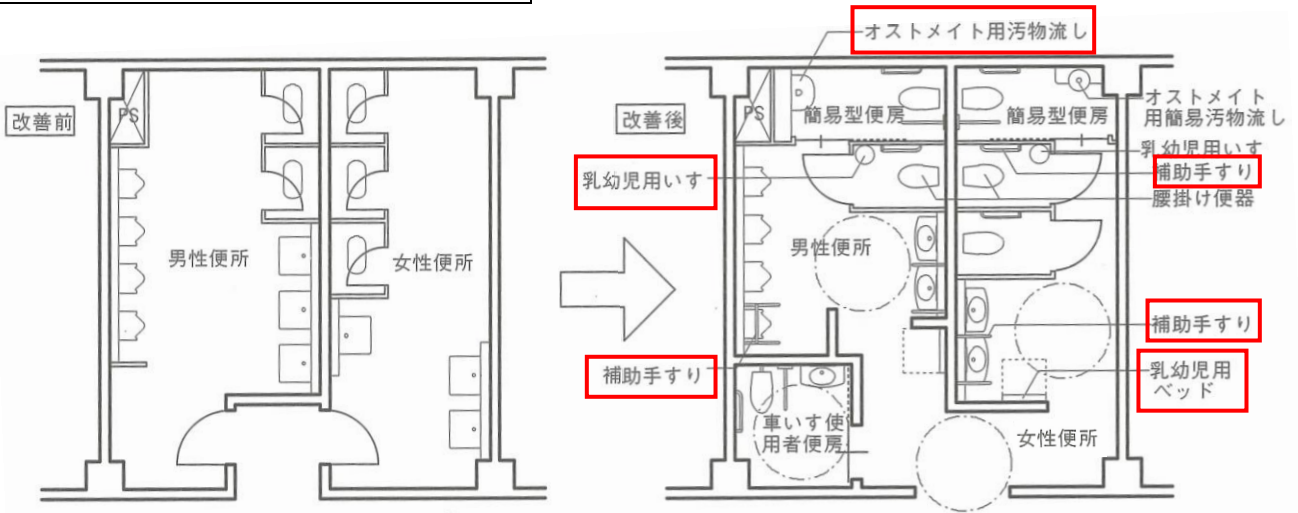 オストメイト用汚物流し
改善前
PS
男性便所
女性便所
改善後
PS
簡易型便房
簡易型便房
オストメイト
用簡易汚物流し
乳幼児用いす
乳幼児用いす
補助手すり
腰掛け便器
男性便所
補助手すり
補助手すり
乳幼児用
ベッド
車いす使
用者便房
女性便所